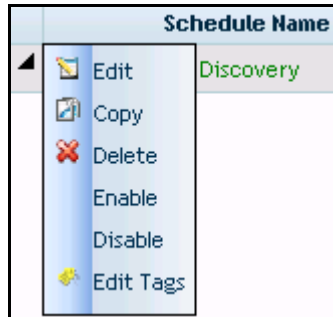 Schedule Name
Edit
Discovery
Copy
Delete
Enable
Disable
Edit Tags